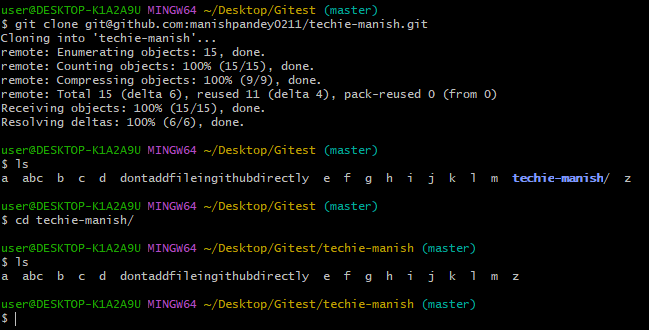 user@DESKTOP-K1A2A9U MINGW64 ~/Desktop/Gitest (master)
$ git clone git@github.com:manishpandey0211/techie-manish.git
Cloning into 'techie-manish'...
remote: Enumerating objects: 15, done.
remote: Counting objects: 100% (15/15), done.
remote: Compressing objects: 100% (9/9), done.
remote: Total 15 (delta 6), reused 11 (delta 4), pack-reused 0 (from 0)
Receiving objects: 100% (15/15), done.
Resolving deltas: 100% (6/6), done.
user@DESKTOP-K1A2A9U MINGW64 ~/Desktop/Gitest (master)
$ ls
a  abc  b  c  d  dontaddfileingithubdirectly  e  f  g  h  i  j  k  l  m  techie-manish/  z
user@DESKTOP-K1A2A9U MINGW64 ~/Desktop/Gitest (master)
$ cd techie-manish/
user@DESKTOP-K1A2A9U MINGW64 ~/Desktop/Gitest/techie-manish (master)
$ ls
a  abc  b  c  d  dontaddfileingithubdirectly  e  f  g  h  i  j  k  l  m  z
user@DESKTOP-K1A2A9U MINGW64 ~/Desktop/Gitest/techie-manish (master)
$